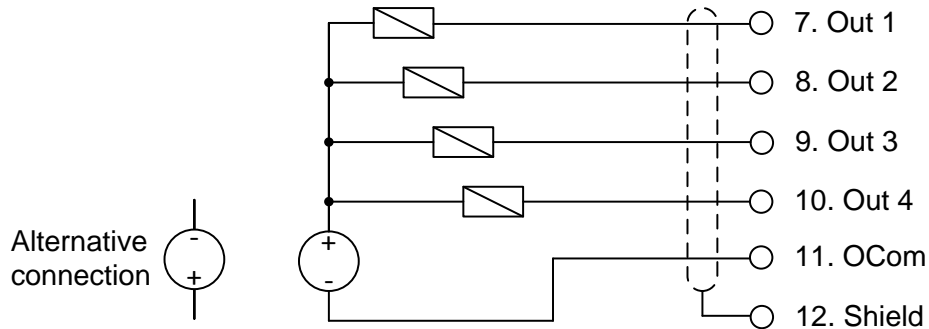 7. Out 1
8. Out 2
9. Out 3
10. Out 4
11. OCom
12. Shield
Alternative
connection
-
+
+
-